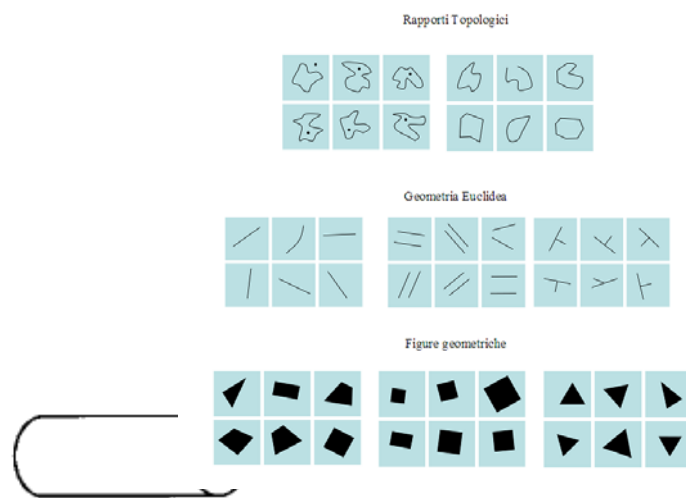 Rapporti Topologici
Geometria Euclidea
Figure geometriche